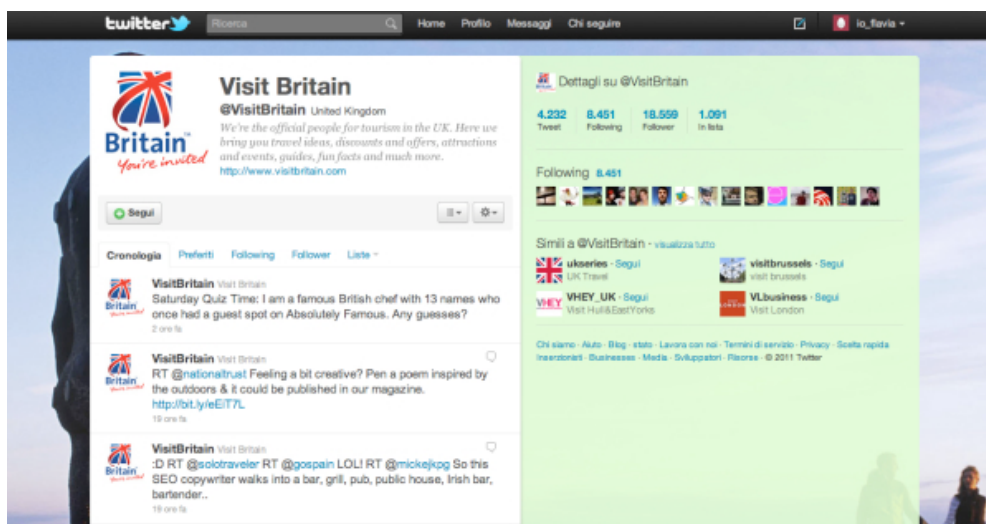 twitter
Ricerca
Home Profilo Messaggi Chi seguire
io_flavia
Britain
You're invited
Visit Britain
@VisitBritain United Kingdom
We're the official people for tourism in the UK. Here we
bring you travel ideas, discounts and offers, attractions
and events, guides, fun facts and much more.
http://www.visitbritain.com
Segui
Cronologia Preferiti Following Follower Liste
VisitBritain Visit Britain
Saturday Quiz Time: I am a famous British chef with 13 names who
once had a guest spot on Absolutely Famous. Any guesses?
2 ore fa
VisitBritain Visit Britain
RT @nationaltrust Feeling a bit creative? Pen a poem inspired by
the outdoors & it could be published in our magazine.
http://bit.ly/eEiT7L
19 ore fa
VisitBritain Visit Britain
:D RT @solotraveler RT @gospain LOL! RT @mickejkpg So this
SEO copywriter walks into a bar, grill, pub, public house, Irish bar,
bartender..
19 ore fa
Britain
Britain
Britain
Dettagli su @VisitBritain
4.232 8.451 18.559 1.091
Tweet Following Follower In lista
Following 8.451
Simili a @VisitBritain · visualizza tutto
ukseries · Segui
UK Travel
visitbrussels · Segui
visit brussels
VHEY
VHEY_UK · Segui
Visit Hull&EastYorks
LONDON
VLbusiness · Segui
Visit London
Chi siamo · Aiuto · Blog · stato · Lavora con noi · Termini di servizio · Privacy · Scelta rapida
Inserzionisti · Businesses · Media · Sviluppatori · Risorse · © 2011 Twitter